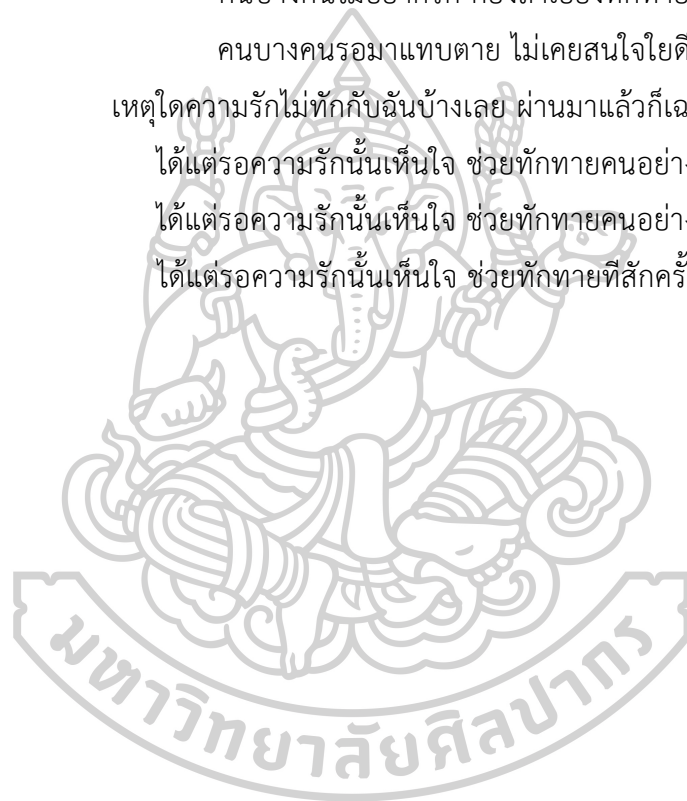 คนบางคนรอมาแทบตาย ไม่เคยสนใจใยดี
เหตุใดความรักไม่ทักกับฉันบ้างเลย ผ่านมาแล้วก็เฉ
ได้แต่รอความรักนั้นเห็นใจ ช่วยทักทายคนอย่าง
ได้แต่รอความรักนั้นเห็นใจ ช่วยทักทายคนอย่าง
ได้แต่รอความรักนั้นเห็นใจ ช่วยทักทายทีสักครั้
มหาวิทยาลัยศิลปากร